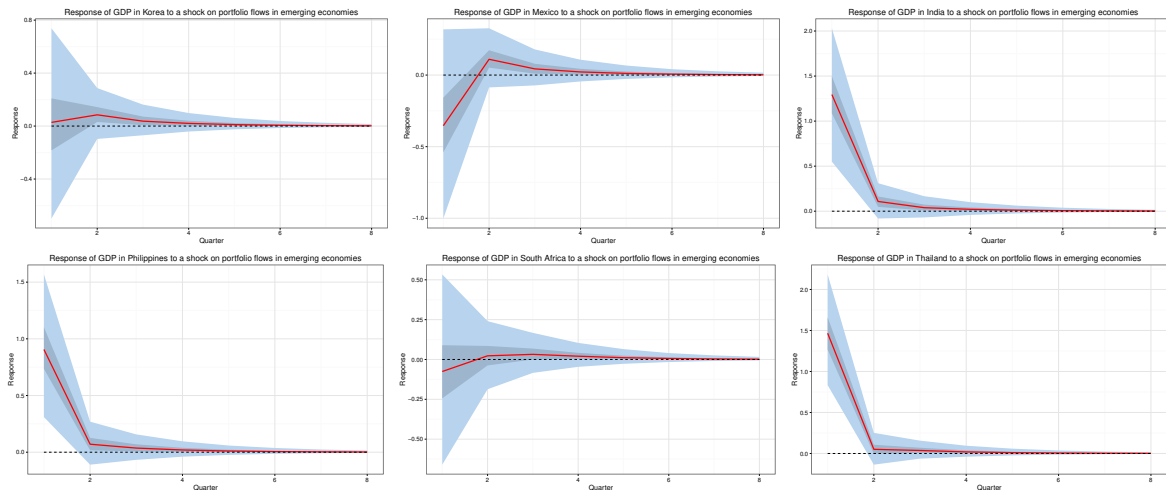 Response of GDP in Korea to a shock on portfolio flows in emerging economies
0.8
0.4
0.0
−0.4
Response
2
4
6
8
Quarter
Response of GDP in Mexico to a shock on portfolio flows in emerging economies
0.0
−0.5
−1.0
Response
2
4
6
8
Quarter
Response of GDP in India to a shock on portfolio flows in emerging economies
2.0
1.5
1.0
0.5
0.0
Response
2
4
6
8
Quarter
Response of GDP in Philippines to a shock on portfolio flows in emerging economies
1.5
1.0
0.5
0.0
Response
2
4
6
8
Quarter
Response of GDP in South Africa to a shock on portfolio flows in emerging economies
0.50
0.25
0.00
−0.25
−0.50
Response
2
4
6
8
Quarter
Response of GDP in Thailand to a shock on portfolio flows in emerging economies
2.0
1.5
1.0
0.5
0.0
Response
2
4
6
8
Quarter